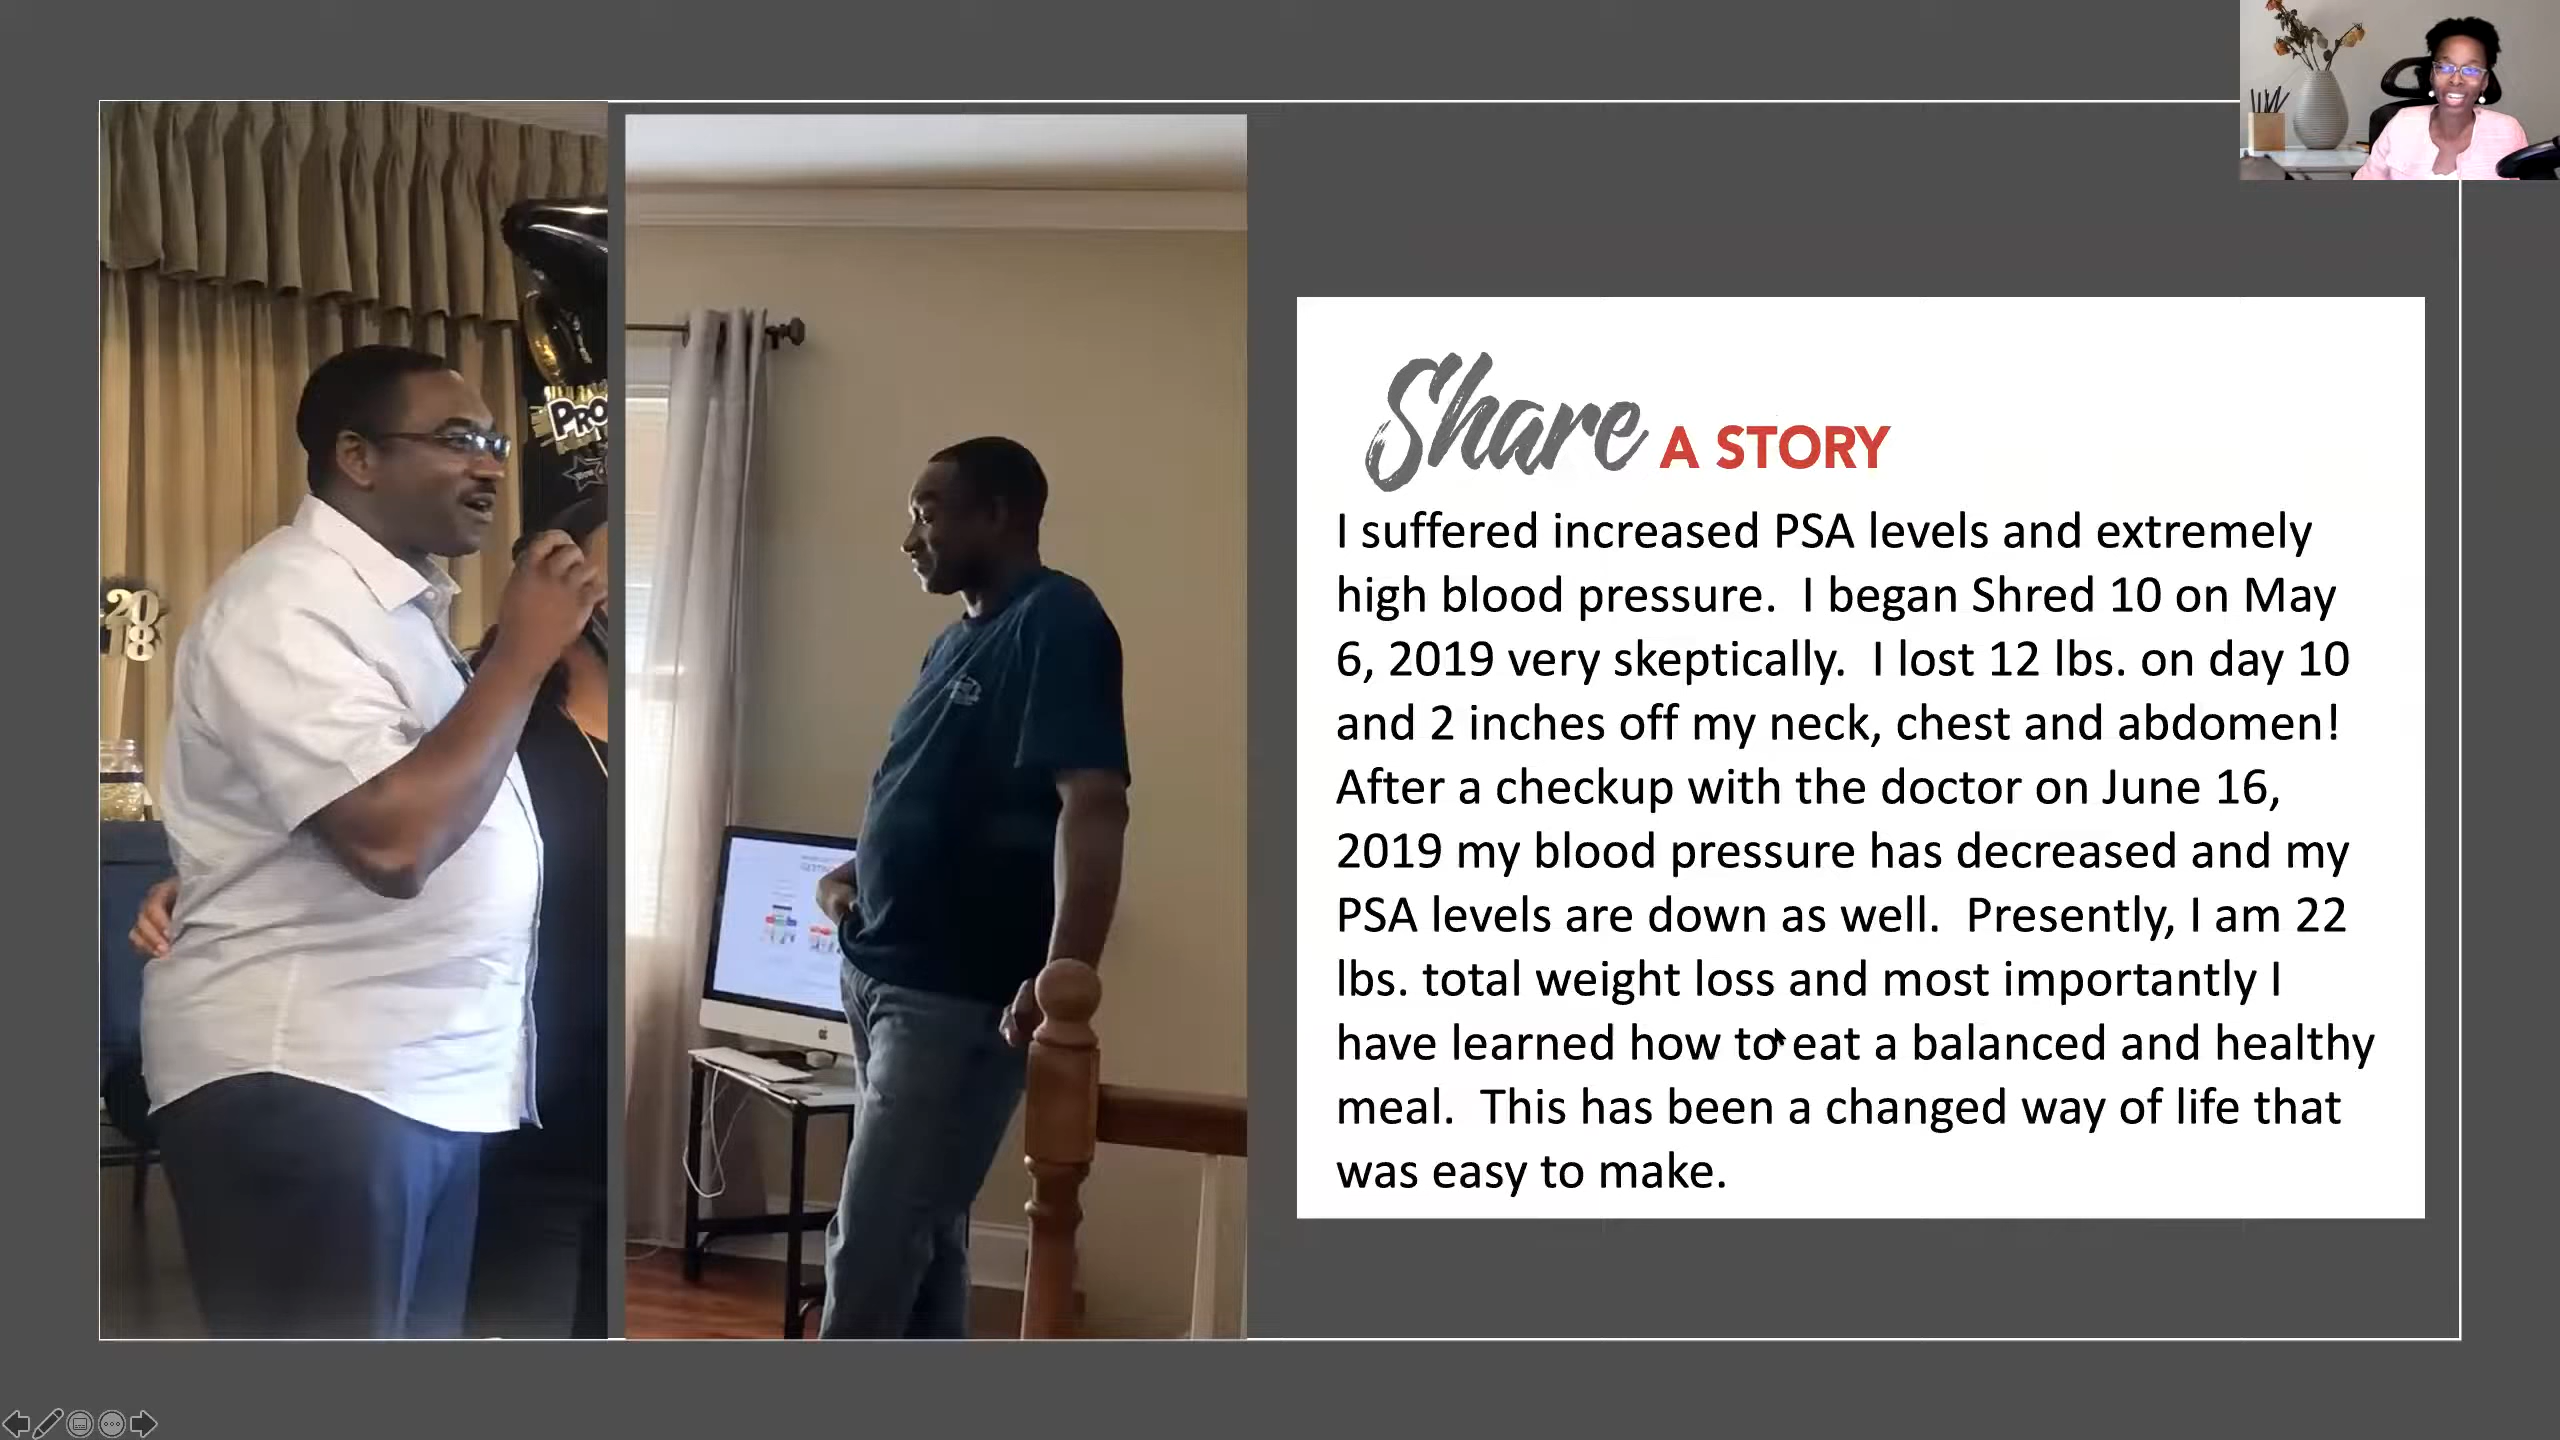 20
18
PRO
Share A STORY
I suffered increased PSA levels and extremely
high blood pressure.  I began Shred 10 on May
6, 2019 very skeptically.  I lost 12 lbs. on day 10
and 2 inches off my neck, chest and abdomen!
After a checkup with the doctor on June 16,
2019 my blood pressure has decreased and my
PSA levels are down as well.  Presently, I am 22
lbs. total weight loss and most importantly I
have learned how to eat a balanced and healthy
meal.  This has been a changed way of life that
was easy to make.